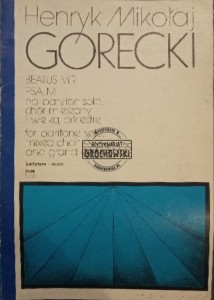 Henryk Mikołaj
GÓRECKI
BEATUS VIR
PSALM
na baryton solo,
chór mieszany
i wielką orkiestrę
for baritone solo,
mixed choir
and grand
GROCHOWSKI
partytura - score
PWM